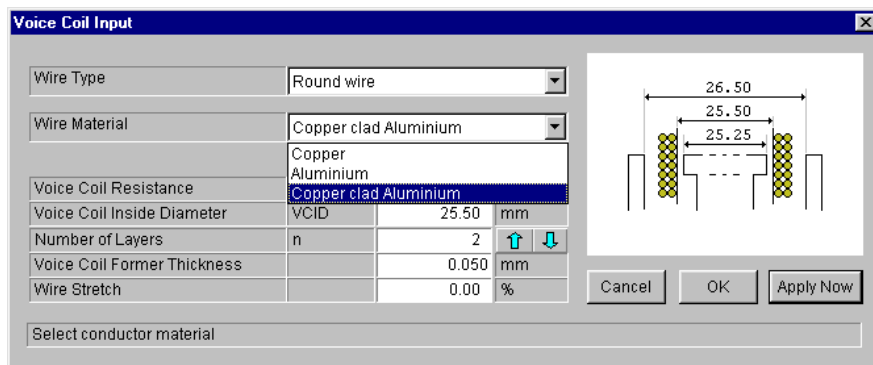 Voice Coil Input
Wire Type Round wire
Wire Material Copper clad Aluminium
Copper
Aluminium
Copper clad Aluminium
Voice Coil Resistance
Voice Coil Inside Diameter VCID 25.50 mm
Number of Layers n 2
Voice Coil Former Thickness 0.050 mm
Wire Stretch 0.00 %
26.50
25.50
25.25
Cancel OK Apply Now
Select conductor material